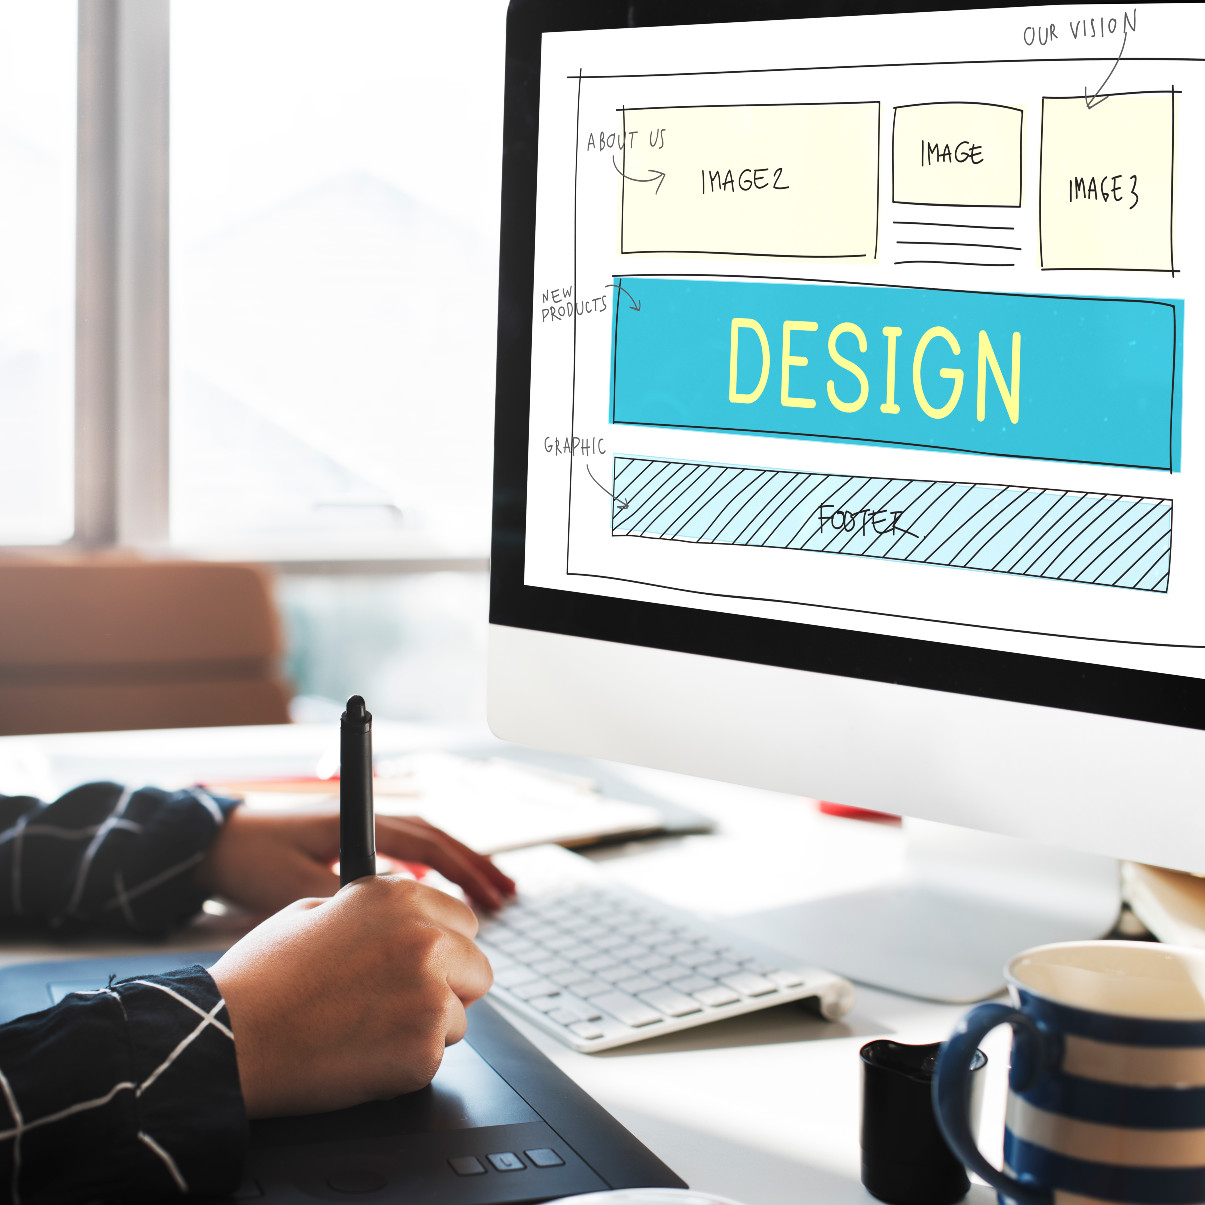 OUR VISION
ABOUT US
IMAGE2
IMAGE
IMAGE3
NEW
PRODUCTS
DESIGN
GRAPHIC
FOOTER